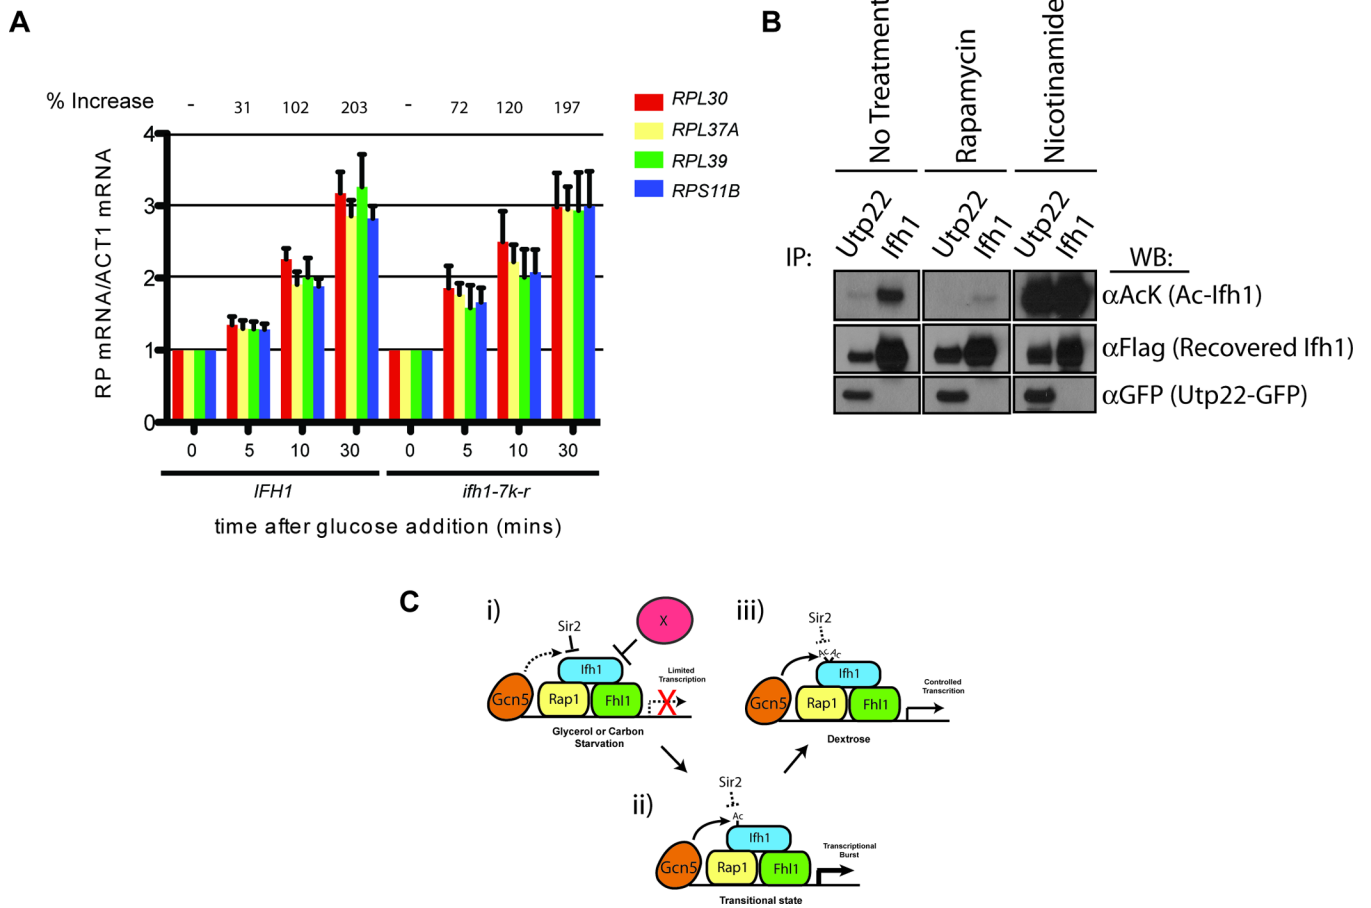 A
% Increase - 31 102 203 - 72 120 197
RPL30
RPL37A
RPL39
RPS11B
RP mRNA/ACT1 mRNA
4
3
2
1
0
0 5 10 30 0 5 10 30
IFH1 ifh1-7k-r
time after glucose addition (mins)
B
No Treatment
Rapamycin
Nicotinamide
IP: Utp22 Ifh1 Utp22 Ifh1 Utp22 Ifh1
WB:
αAcK (Ac-Ifh1)
αFlag (Recovered Ifh1)
αGFP (Utp22-GFP)
C
i)
Sir2
X
Ifh1
Gcn5 Rap1 Fhl1
Limited
Transcription
X
Glycerol or Carbon
Starvation
iii)
Sir2
Ac Ac
Ifh1
Gcn5 Rap1 Fhl1
Controlled
Transcrition
Dextrose
ii)
Sir2
Ac
Ifh1
Gcn5 Rap1 Fhl1
Transcriptional
Burst
Transitional state